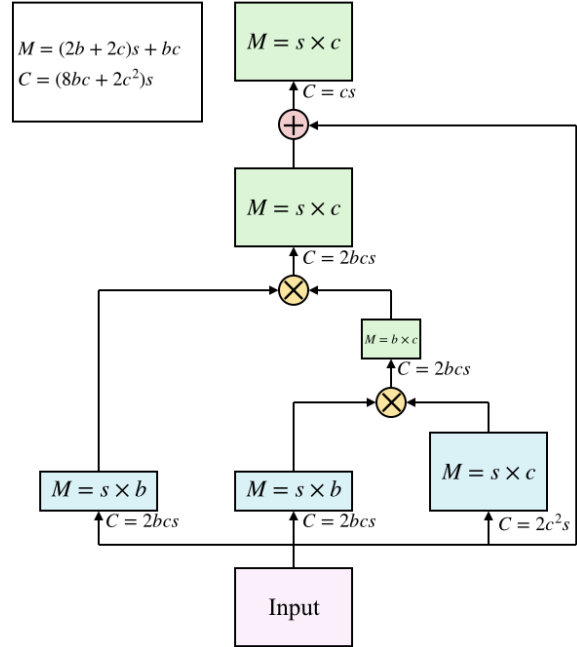 M = (2b + 2c)s + bc
C = (8bc + 2c²)s
M = s × c
C = cs
M = s × c
C = 2bcs
M = b × c
C = 2bcs
M = s × b
M = s × b
M = s × c
C = 2bcs
C = 2bcs
C = 2c²s
Input